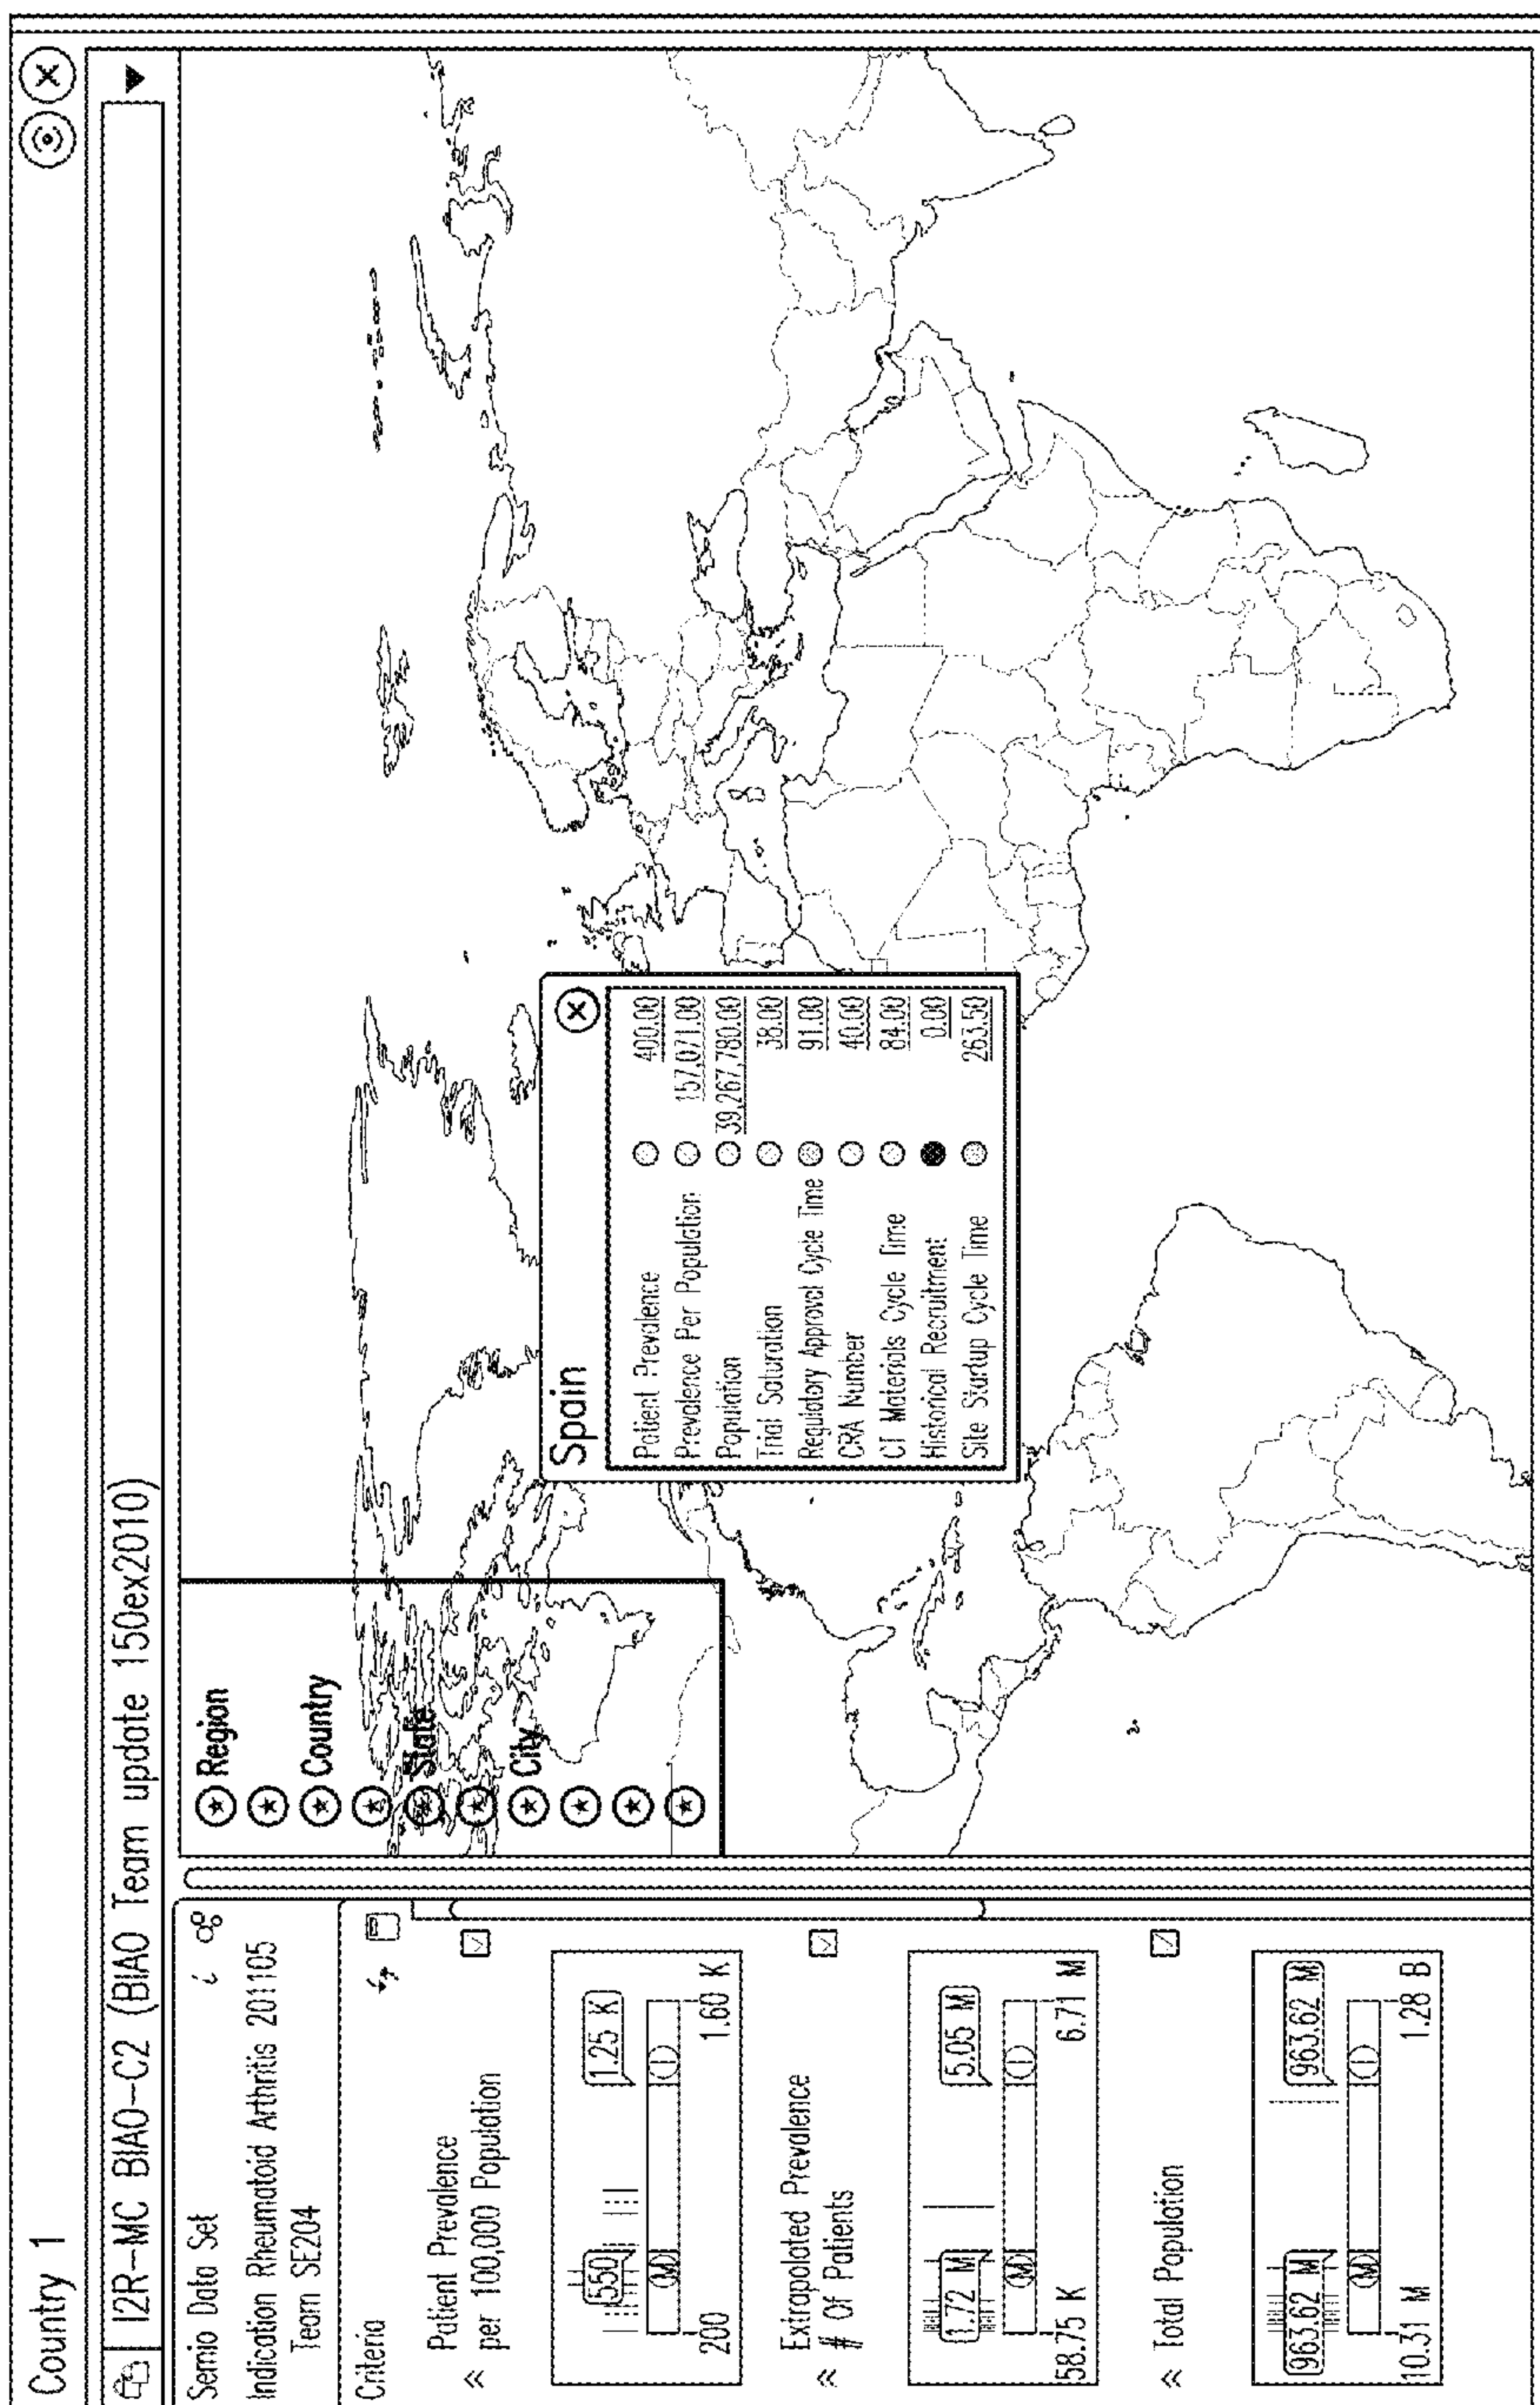 Country 1
I2R-MC BIAO-C2 (BIAO Team update 150ex2010)
Semio Data Set
Indication Rheumatoid Arthritis 201105
Team SE204
Criteria
Patient Prevalence
per 100,000 Population
550
1.25 K
M
I
200
1.60 K
Extrapolated Prevalence
# Of Patients
1.72 M
5.05 M
M
I
58.75 K
6.71 M
Total Population
963.62 M
963.62 M
M
I
10.31 M
1.28 B
Region
Country
State
City
Spain
Patient Prevalence 400.00
Prevalence Per Population 157,071.00
Population 39,267,780.00
Trial Saturation 38.00
Regulatory Approval Cycle Time 91.00
CRA Number 40.00
CT Materials Cycle Time 84.00
Historical Recruitment 0.00
Site Startup Cycle Time 263.50